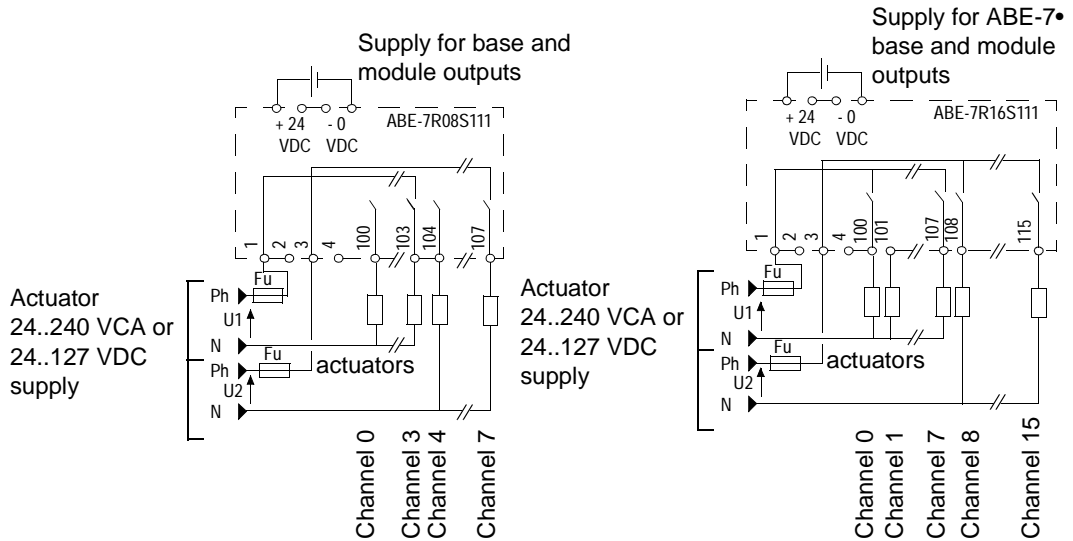 Supply for base and
module outputs
+ 24
VDC
- 0
VDC
ABE-7R08S111
1
2
3
4
100
103
104
107
Fu
Ph
U1
N
Fu
Ph
U2
N
actuators
Actuator
24..240 VCA or
24..127 VDC
supply
Channel 0
Channel 3
Channel 4
Channel 7
Supply for ABE-7•
base and module
outputs
+ 24
VDC
- 0
VDC
ABE-7R16S111
1
2
3
4
100
101
107
108
115
Fu
Ph
U1
N
Fu
Ph
U2
N
actuators
Actuator
24..240 VCA or
24..127 VDC
supply
Channel 0
Channel 1
Channel 7
Channel 8
Channel 15